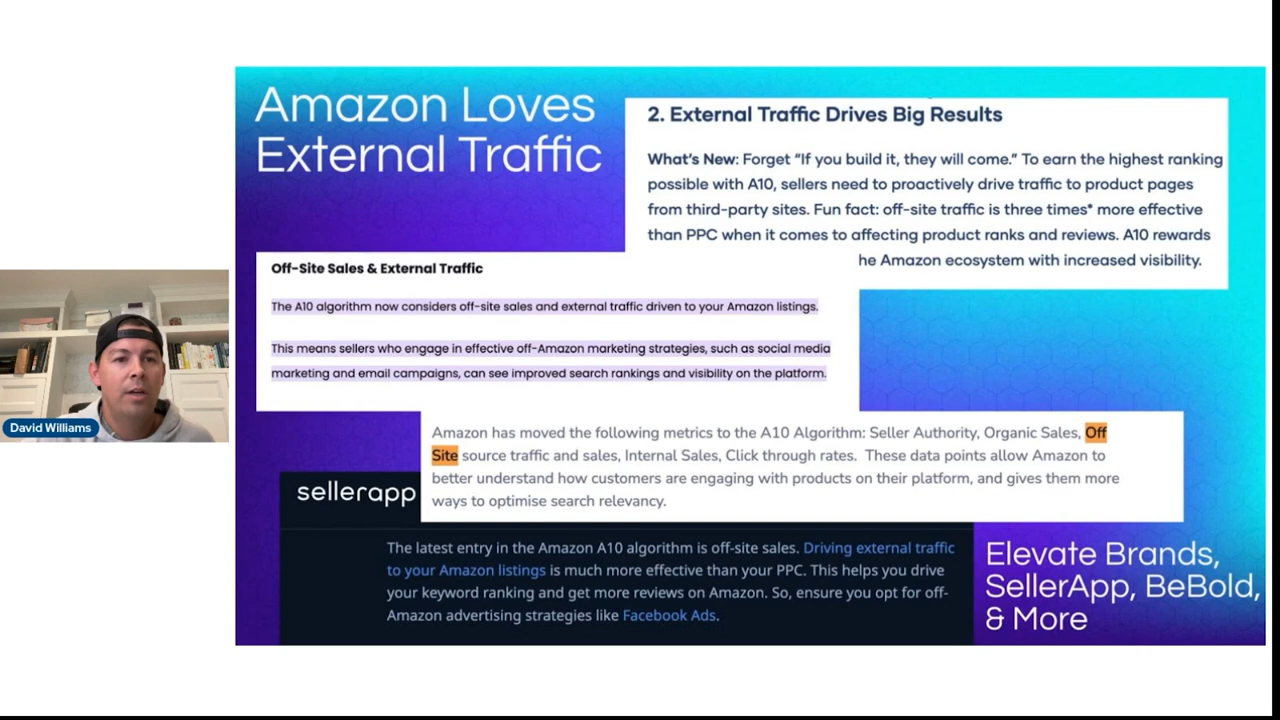 Amazon Loves
External Traffic
2. External Traffic Drives Big Results
What's New: Forget “If you build it, they will come.” To earn the highest ranking
possible with A10, sellers need to proactively drive traffic to product pages
from third-party sites. Fun fact: off-site traffic is three times* more effective
than PPC when it comes to affecting product ranks and reviews. A10 rewards
he Amazon ecosystem with increased visibility.
Off-Site Sales & External Traffic
The A10 algorithm now considers off-site sales and external traffic driven to your Amazon listings.
This means sellers who engage in effective off-Amazon marketing strategies, such as social media
marketing and email campaigns, can see improved search rankings and visibility on the platform.
David Williams
Amazon has moved the following metrics to the A10 Algorithm: Seller Authority, Organic Sales, Off
Site source traffic and sales, Internal Sales, Click through rates. These data points allow Amazon to
better understand how customers are engaging with products on their platform, and gives them more
ways to optimise search relevancy.
sellerapp
The latest entry in the Amazon A10 algorithm is off-site sales. Driving external traffic
to your Amazon listings is much more effective than your PPC. This helps you drive
your keyword ranking and get more reviews on Amazon. So, ensure you opt for off-
Amazon advertising strategies like Facebook Ads.
Elevate Brands,
SellerApp, BeBold,
& More